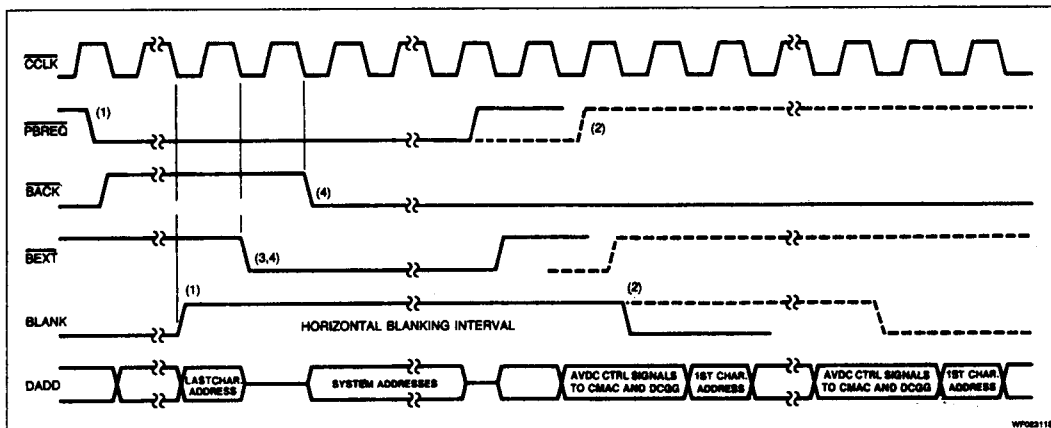 CCLK
PBREQ
(1)
(2)
BACK
(4)
BEXT
(3,4)
BLANK
(1)
(2)
HORIZONTAL BLANKING INTERVAL
DADD
LAST CHAR.
ADDRESS
SYSTEM ADDRESSES
AVDC CTRL SIGNALS
TO CMAC AND DCGG
1ST CHAR.
ADDRESS
AVDC CTRL SIGNALS
TO CMAC AND DCGG
1ST CHAR.
ADDRESS